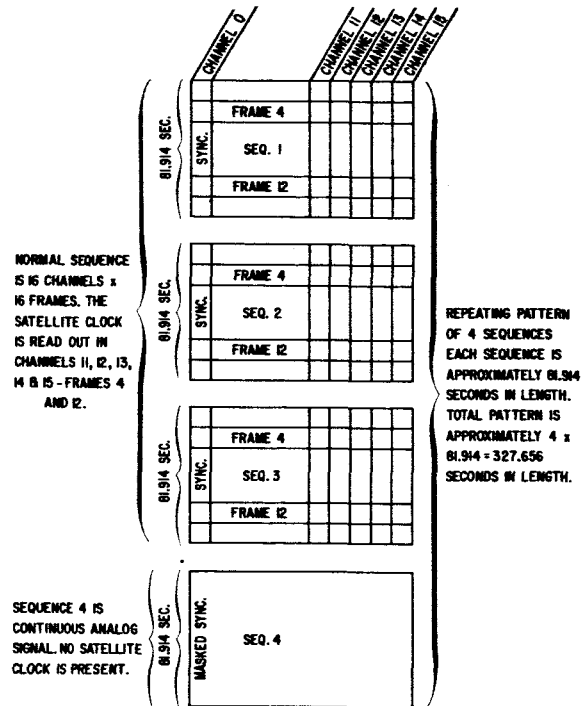 CHANNEL 0
CHANNEL 11
CHANNEL 12
CHANNEL 13
CHANNEL 14
CHANNEL 15
81.914 SEC.
SYNC.
FRAME 4
SEQ. 1
FRAME 12
NORMAL SEQUENCE
IS 16 CHANNELS x
16 FRAMES. THE
SATELLITE CLOCK
IS READ OUT IN
CHANNELS 11, 12, 13,
14 & 15 - FRAMES 4
AND 12.
81.914 SEC.
SYNC.
FRAME 4
SEQ. 2
FRAME 12
REPEATING PATTERN
OF 4 SEQUENCES
EACH SEQUENCE IS
APPROXIMATELY 81.914
SECONDS IN LENGTH.
TOTAL PATTERN IS
APPROXIMATELY 4 x
81.914 = 327.656
SECONDS IN LENGTH.
81.914 SEC.
SYNC.
FRAME 4
SEQ. 3
FRAME 12
SEQUENCE 4 IS
CONTINUOUS ANALOG
SIGNAL. NO SATELLITE
CLOCK IS PRESENT.
81.914 SEC.
MASKED SYNC.
SEQ. 4